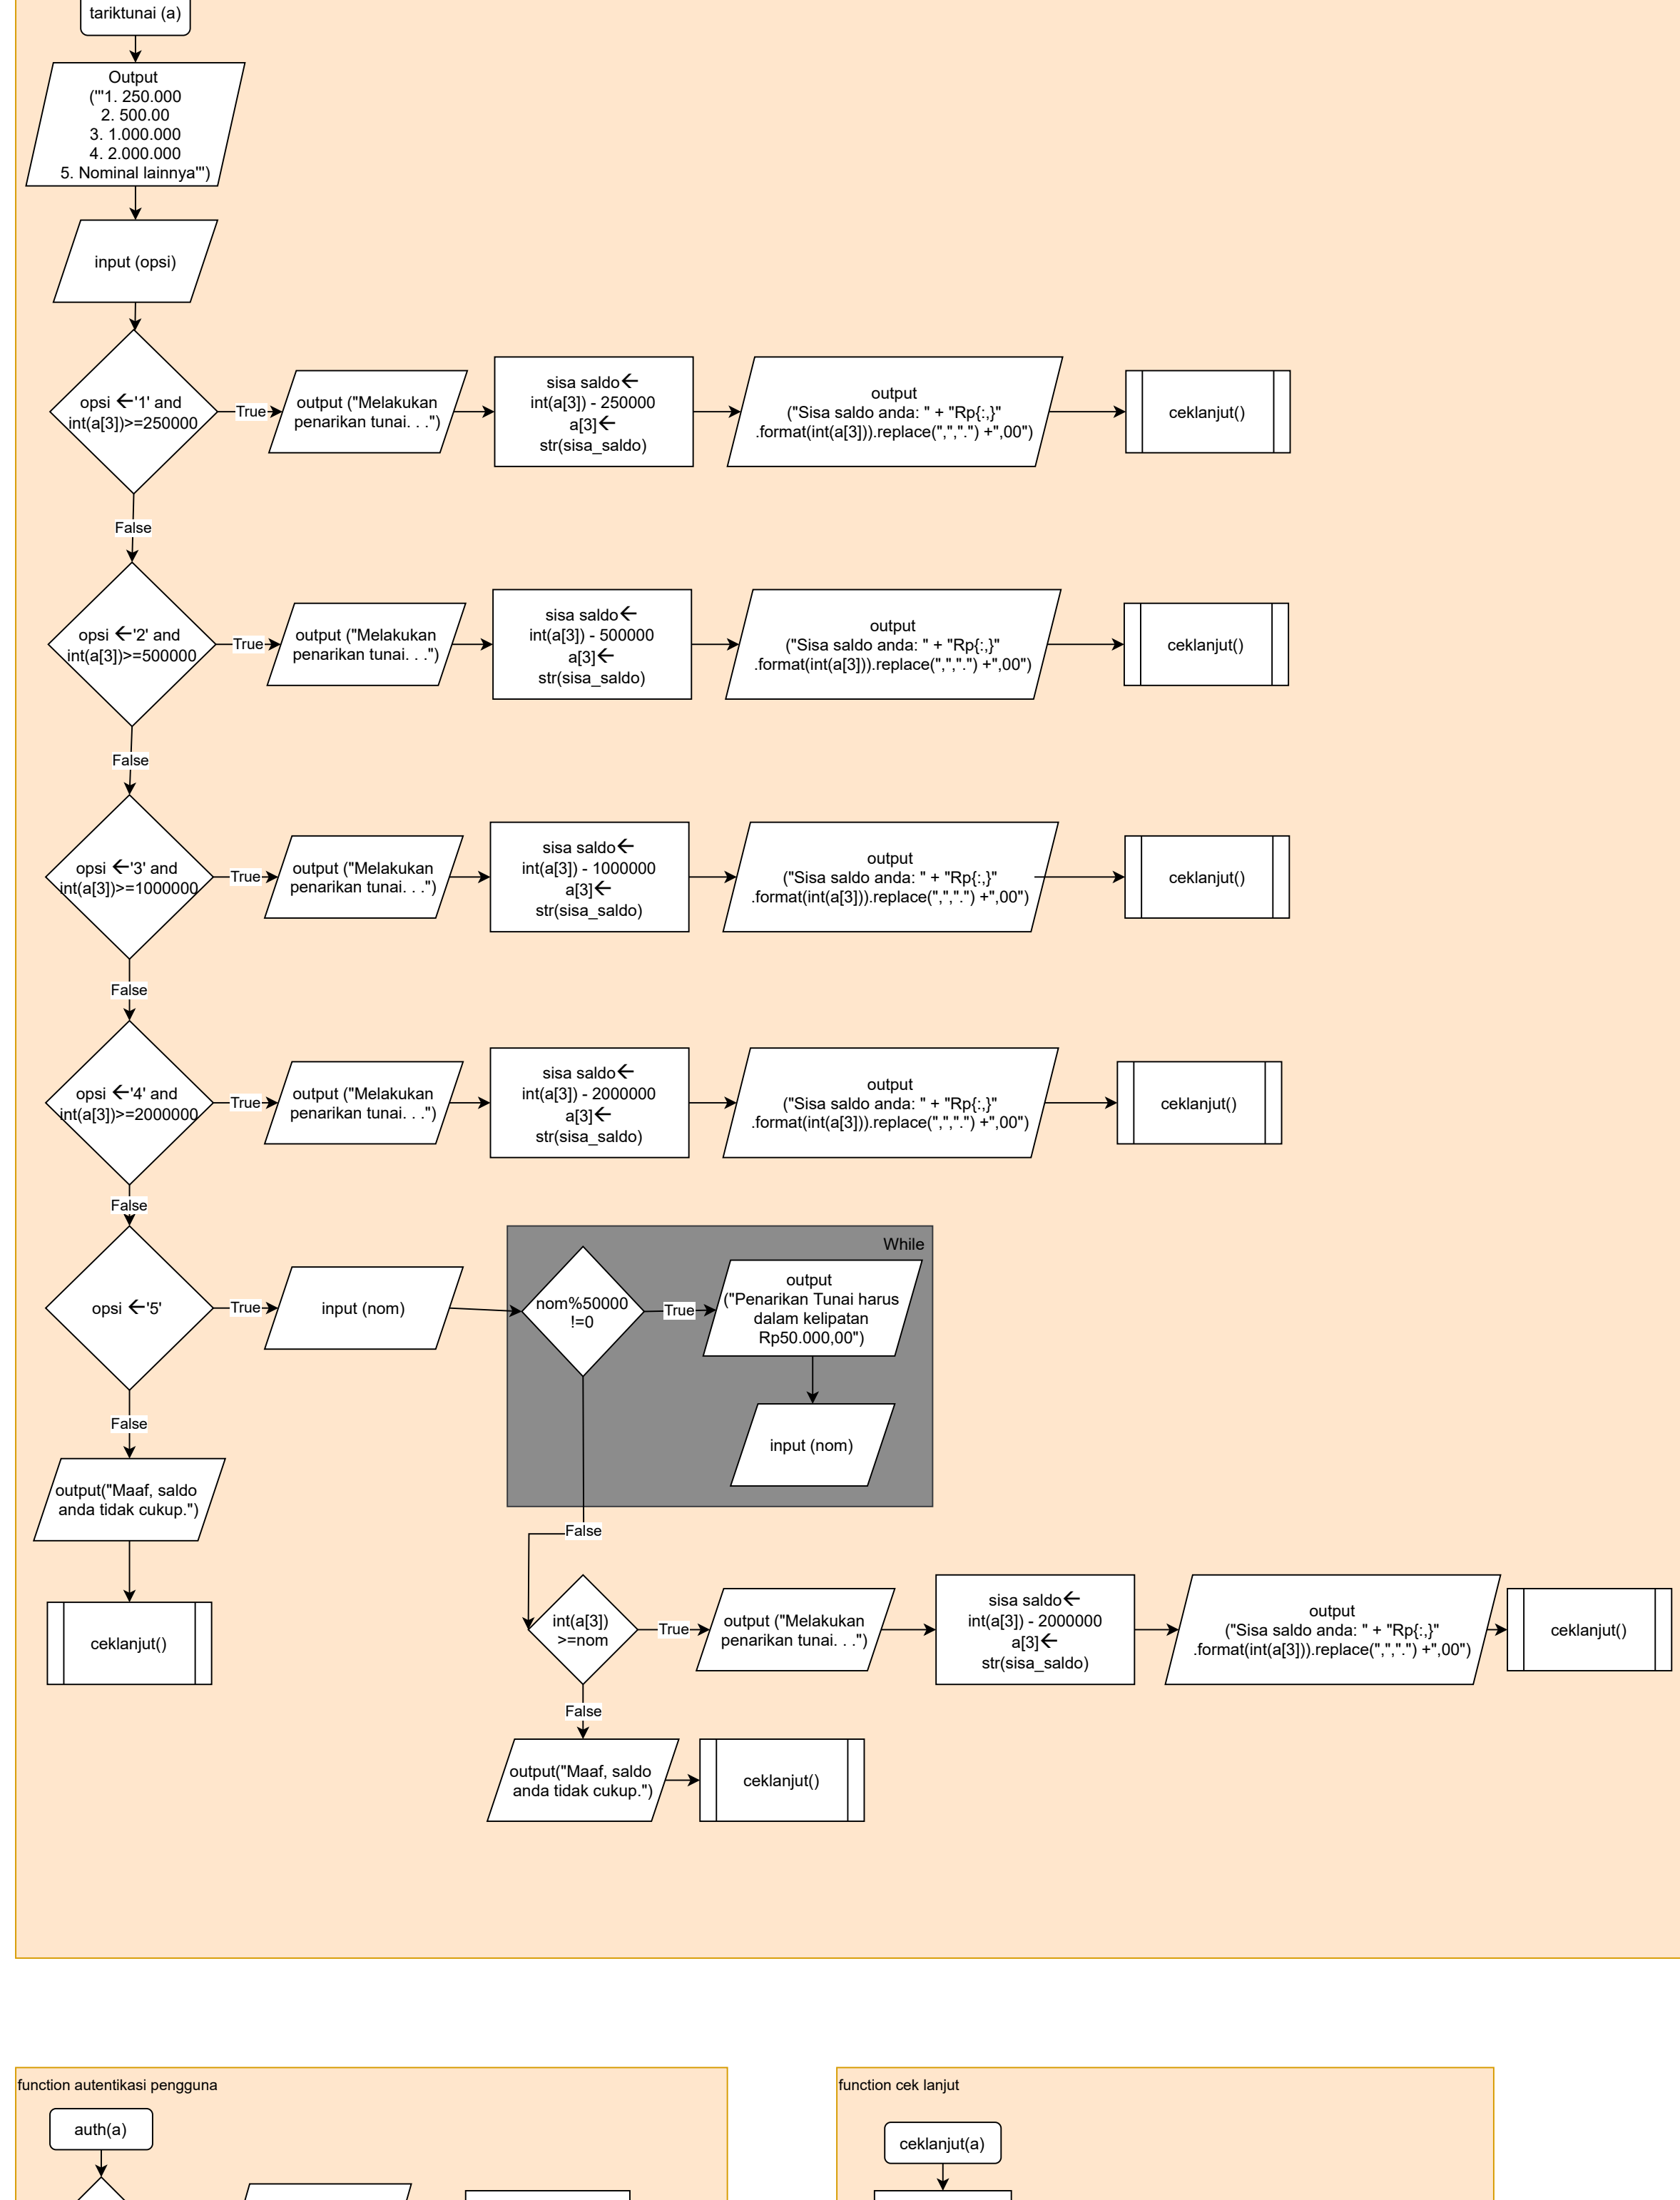 tariktunai (a)
Output
('''1. 250.000
2. 500.00
3. 1.000.000
4. 2.000.000
5. Nominal lainnya''')
input (opsi)
opsi ←'1' and
int(a[3])>=250000
True
output ("Melakukan
penarikan tunai. . .")
sisa saldo←
int(a[3]) - 250000
a[3]←
str(sisa_saldo)
output
("Sisa saldo anda: " + "Rp{:,}"
.format(int(a[3])).replace(",",".") +",00")
ceklanjut()
False
opsi ←'2' and
int(a[3])>=500000
True
output ("Melakukan
penarikan tunai. . .")
sisa saldo←
int(a[3]) - 500000
a[3]←
str(sisa_saldo)
output
("Sisa saldo anda: " + "Rp{:,}"
.format(int(a[3])).replace(",",".") +",00")
ceklanjut()
False
opsi ←'3' and
int(a[3])>=1000000
True
output ("Melakukan
penarikan tunai. . .")
sisa saldo←
int(a[3]) - 1000000
a[3]←
str(sisa_saldo)
output
("Sisa saldo anda: " + "Rp{:,}"
.format(int(a[3])).replace(",",".") +",00")
ceklanjut()
False
opsi ←'4' and
int(a[3])>=2000000
True
output ("Melakukan
penarikan tunai. . .")
sisa saldo←
int(a[3]) - 2000000
a[3]←
str(sisa_saldo)
output
("Sisa saldo anda: " + "Rp{:,}"
.format(int(a[3])).replace(",",".") +",00")
ceklanjut()
False
opsi ←'5'
True
input (nom)
While
nom%50000
!=0
True
output
("Penarikan Tunai harus
dalam kelipatan
Rp50.000,00")
input (nom)
False
output("Maaf, saldo
anda tidak cukup.")
ceklanjut()
False
int(a[3])
>=nom
True
output ("Melakukan
penarikan tunai. . .")
sisa saldo←
int(a[3]) - 2000000
a[3]←
str(sisa_saldo)
output
("Sisa saldo anda: " + "Rp{:,}"
.format(int(a[3])).replace(",",".") +",00")
ceklanjut()
False
output("Maaf, saldo
anda tidak cukup.")
ceklanjut()
function autentikasi pengguna
auth(a)
function cek lanjut
ceklanjut(a)